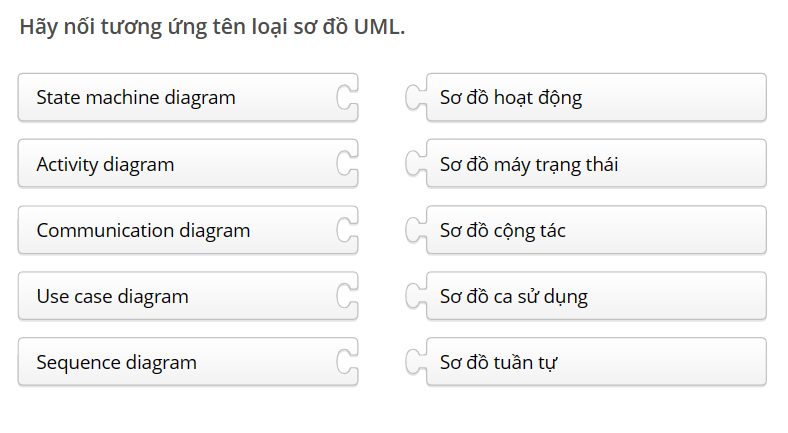 Hãy nối tương ứng tên loại sơ đồ UML.
State machine diagram
Sơ đồ hoạt động
Activity diagram
Sơ đồ máy trạng thái
Communication diagram
Sơ đồ cộng tác
Use case diagram
Sơ đồ ca sử dụng
Sequence diagram
Sơ đồ tuần tự